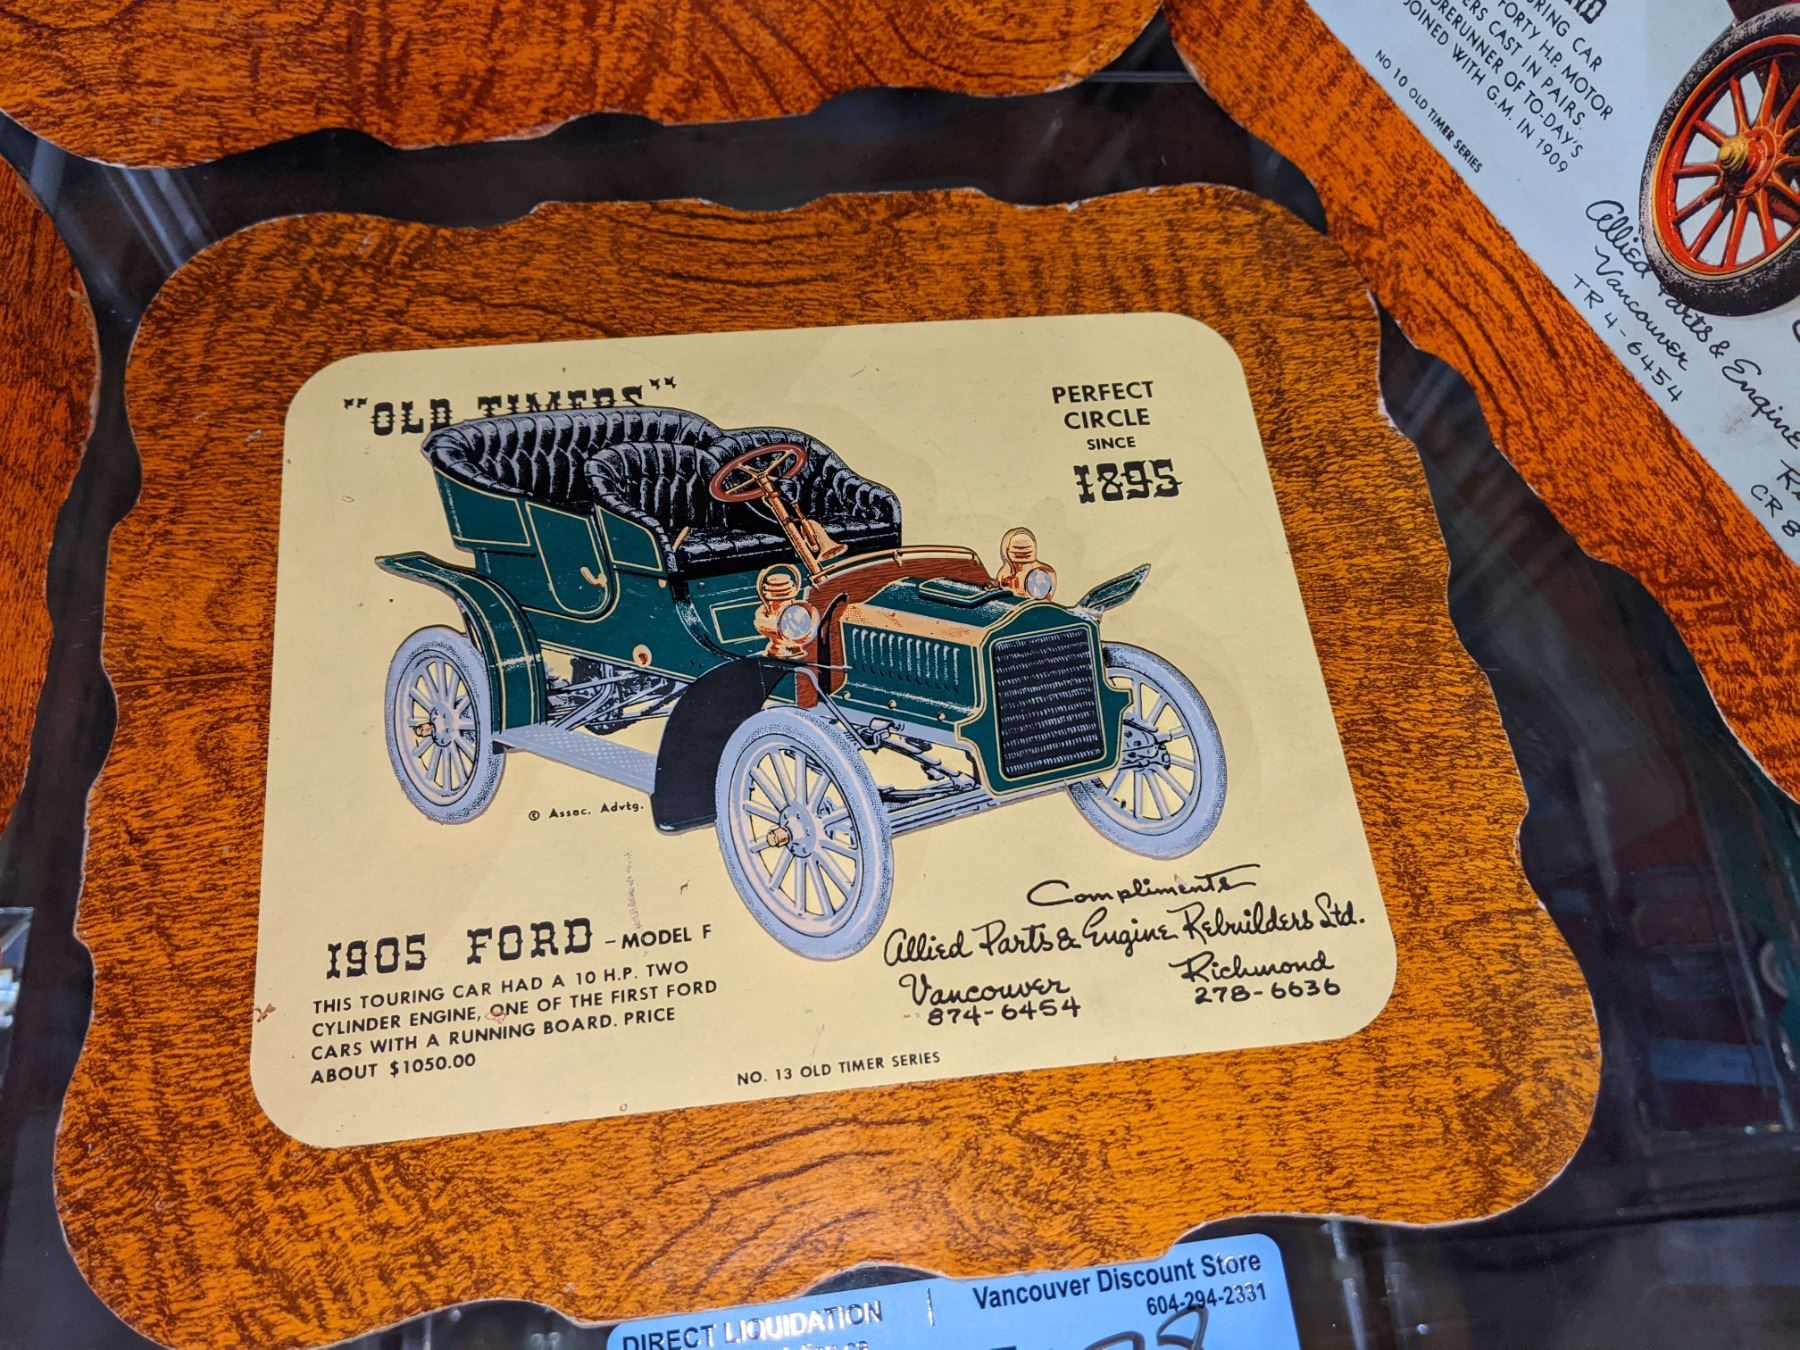 "OLD TIMERS"
PERFECT
CIRCLE
SINCE
1895
© Assoc. Advtg.
1905 FORD – MODEL F
THIS TOURING CAR HAD A 10 H.P. TWO
CYLINDER ENGINE, ONE OF THE FIRST FORD
CARS WITH A RUNNING BOARD. PRICE
ABOUT $1050.00
Compliments
Allied Parts & Engine Rebuilders Ltd.
Vancouver
874-6454
Richmond
278-6636
NO. 13 OLD TIMER SERIES
CAR
FORTY H.P. MOTOR
CAST IN PAIRS.
FORERUNNER OF TO-DAY'S
JOINED WITH G.M. IN 1909
NO 10 OLD TIMER SERIES
Allied Parts & Engine
Vancouver
TR 4-6454
CR 8
DIRECT LIQUIDATION
Vancouver Discount Store
604-294-2331